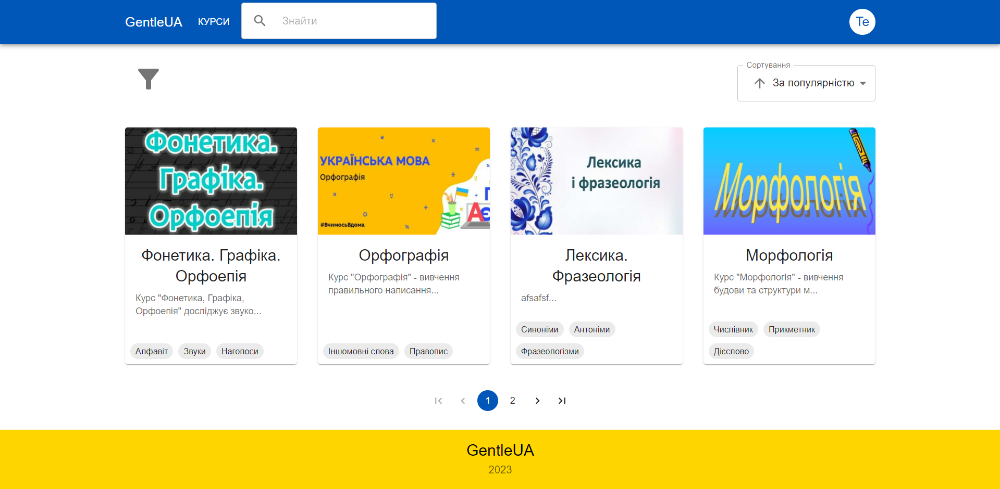 GentleUA
КУРСИ
Знайти
Te
Сортування
За популярністю
Фонетика.
Графіка.
Орфоепія
Фонетика. Графіка.
Орфоепія
Курс "Фонетика, Графіка,
Орфоепія" досліджує звуко...
Алфавіт
Звуки
Наголоси
УКРАЇНСЬКА МОВА
Орфографія
#ВчимосьВдома
Орфографія
Курс "Орфографія" - вивчення
правильного написання...
Іншомовні слова
Правопис
Лексика
і фразеологія
Лексика.
Фразеологія
afsafsf...
Синоніми
Антоніми
Фразеологізми
Морфологія
Морфологія
Курс "Морфологія" - вивчення
будови та структури м...
Числівник
Прикметник
Дієслово
1
2
GentleUA
2023